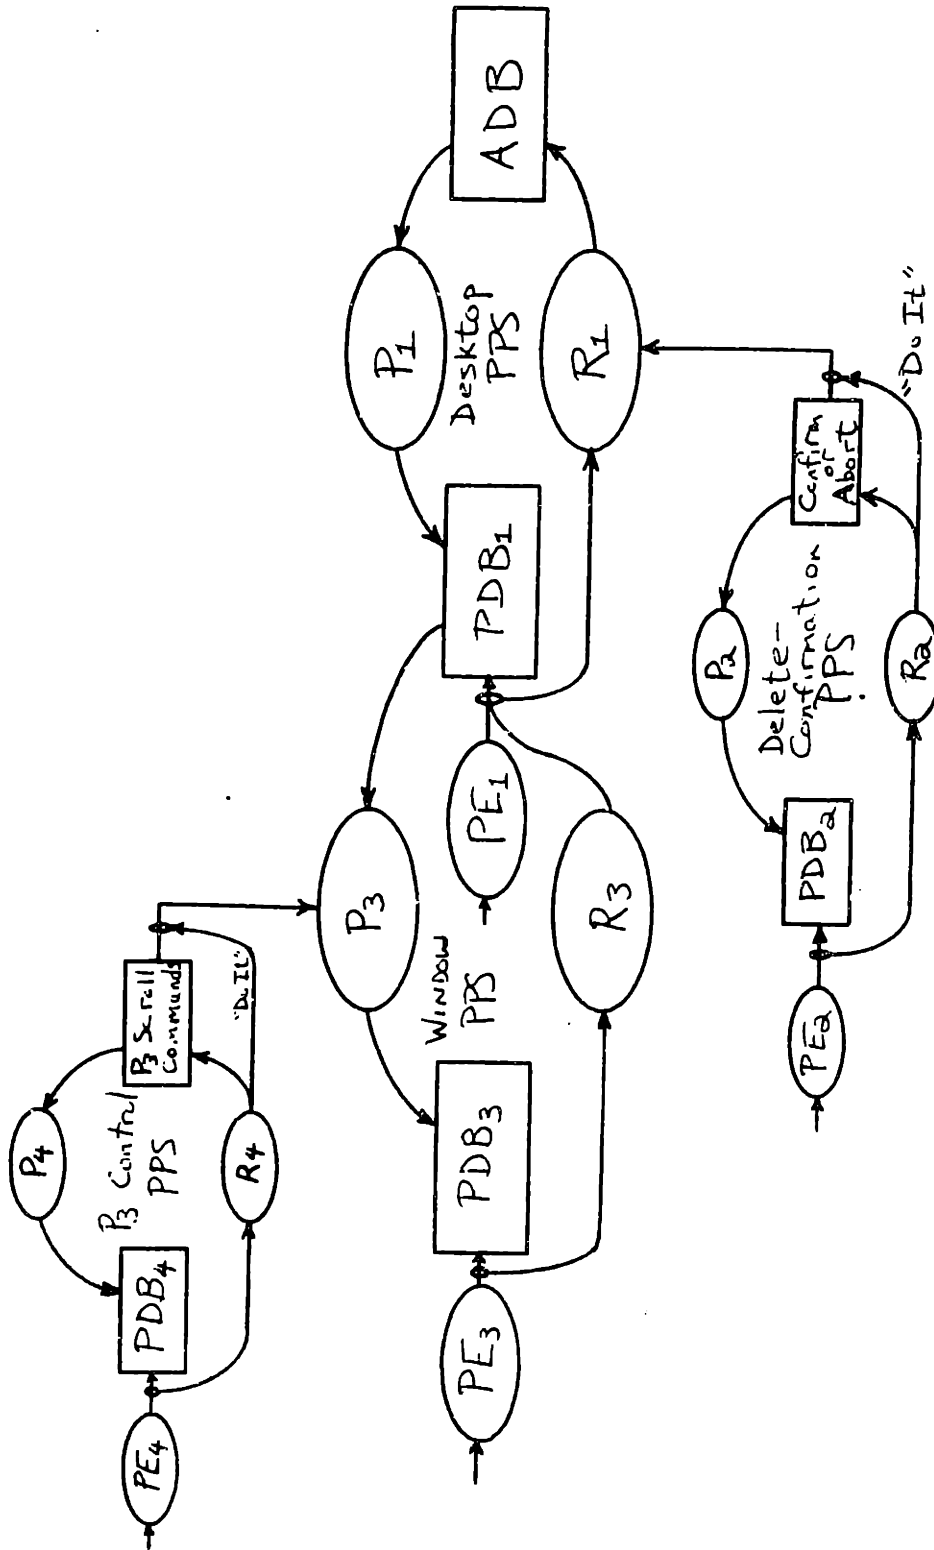 PE4
PDB4
P4
P3 Control
PPS
R4
P3 Scroll
Commands
"Do It"
PE3
PDB3
P3
Window
PPS
R3
PE1
PDB1
P1
Desktop
PPS
R1
ADB
PE2
PDB2
P2
Delete-
Confirmation
PPS
R2
Confirm
or
Abort
"Do It"